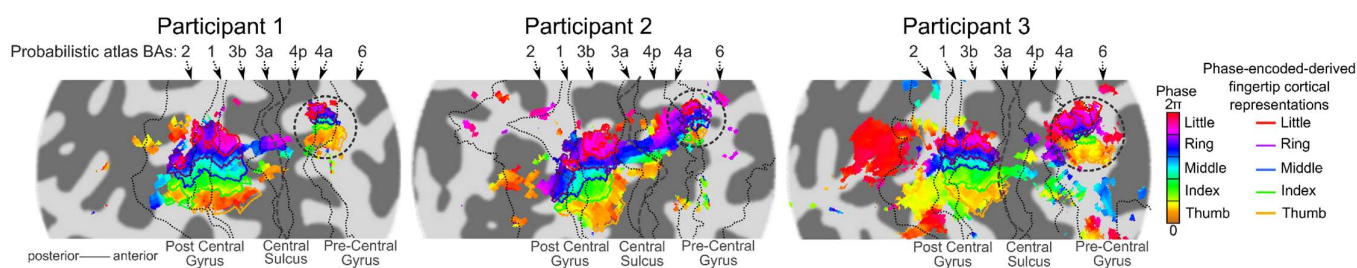 Participant 1
Participant 2
Participant 3
Probabilistic atlas BAs: 2 1 3b 3a 4p 4a 6
2 1 3b 3a 4p 4a 6
2 1 3b 3a 4p 4a 6
Phase
2π
Little
Ring
Middle
Index
Thumb
0
Phase-encoded-derived
fingertip cortical
representations
Little
Ring
Middle
Index
Thumb
posterior anterior
Post Central
Gyrus
Central
Sulcus
Pre-Central
Gyrus
Post Central
Gyrus
Central
Sulcus
Pre-Central
Gyrus
Post Central
Gyrus
Central
Sulcus
Pre-Central
Gyrus